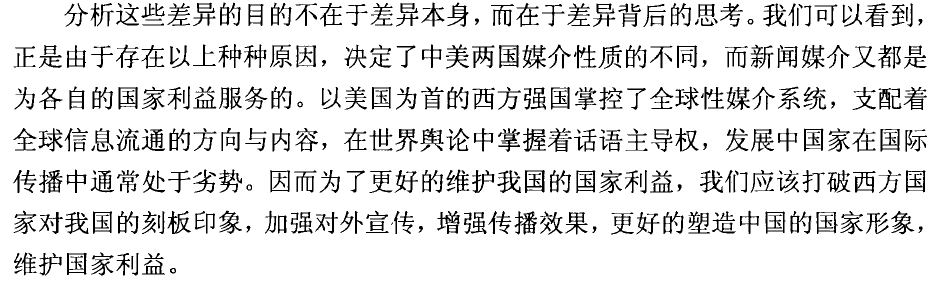 分析这些差异的目的不在于差异本身，而在于差异背后的思考。我们可以看到，
正是由于存在以上种种原因，决定了中美两国媒介性质的不同，而新闻媒介又都是
为各自的国家利益服务的。以美国为首的西方强国掌控了全球性媒介系统，支配着
全球信息流通的方向与内容，在世界舆论中掌握着话语主导权，发展中国家在国际
传播中通常处于劣势。因而为了更好的维护我国的国家利益，我们应该打破西方国
家对我国的刻板印象，加强对外宣传，增强传播效果，更好的塑造中国的国家形象，
维护国家利益。